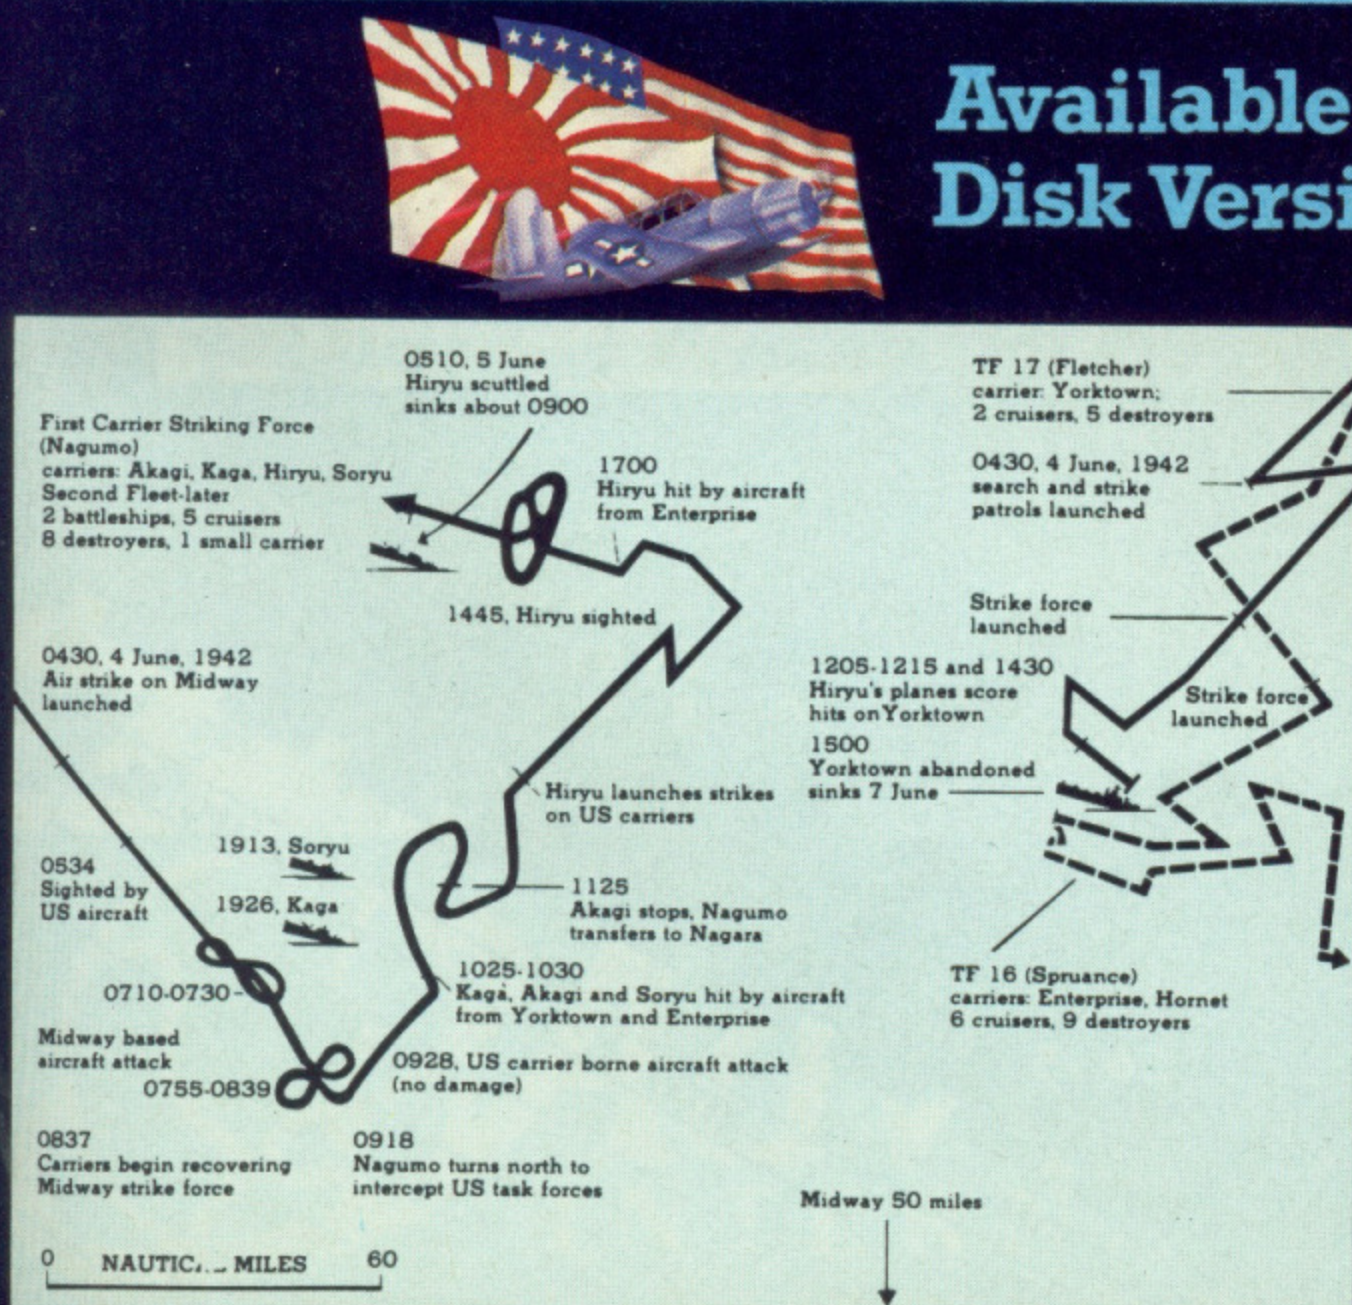 Available
Disk Versi
0510, 5 June
Hiryu scuttled
sinks about 0900
First Carrier Striking Force
(Nagumo)
carriers: Akagi, Kaga, Hiryu, Soryu
Second Fleet-later
2 battleships, 5 cruisers
8 destroyers, 1 small carrier
1700
Hiryu hit by aircraft
from Enterprise
1445, Hiryu sighted
TF 17 (Fletcher)
carrier: Yorktown;
2 cruisers, 5 destroyers
0430, 4 June, 1942
search and strike
patrols launched
Strike force
launched
0430, 4 June, 1942
Air strike on Midway
launched
1205-1215 and 1430
Hiryu's planes score
hits on Yorktown
Strike force
launched
1500
Yorktown abandoned
sinks 7 June
Hiryu launches strikes
on US carriers
1913, Soryu
0534
Sighted by
US aircraft
1926, Kaga
1125
Akagi stops, Nagumo
transfers to Nagara
0710-0730
1025-1030
Kaga, Akagi and Soryu hit by aircraft
from Yorktown and Enterprise
TF 16 (Spruance)
carriers: Enterprise, Hornet
6 cruisers, 9 destroyers
Midway based
aircraft attack
0755-0839
0928, US carrier borne aircraft attack
(no damage)
0837
Carriers begin recovering
Midway strike force
0918
Nagumo turns north to
intercept US task forces
Midway 50 miles
0 MILES 60